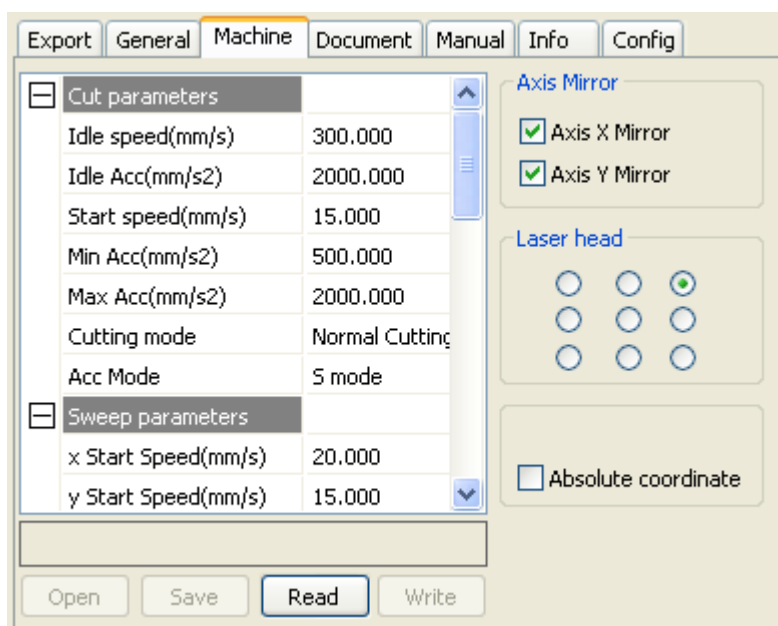 Export General Machine Document Manual Info Config
Cut parameters
Idle speed(mm/s) 300.000
Idle Acc(mm/s2) 2000.000
Start speed(mm/s) 15.000
Min Acc(mm/s2) 500.000
Max Acc(mm/s2) 2000.000
Cutting mode Normal Cutting
Acc Mode S mode
Sweep parameters
x Start Speed(mm/s) 20.000
y Start Speed(mm/s) 15.000
Axis Mirror
Axis X Mirror
Axis Y Mirror
Laser head
Absolute coordinate
Open Save Read Write